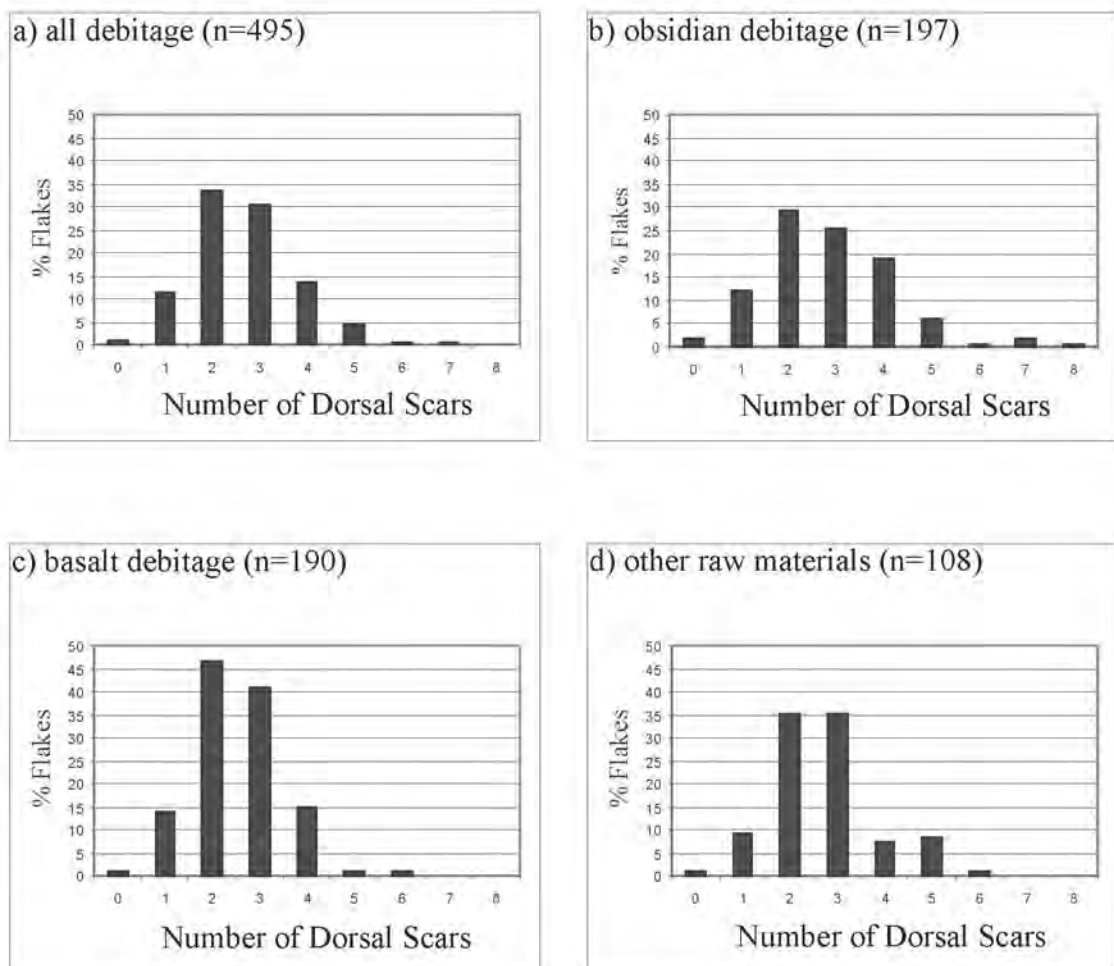 a) all debitage (n=495)
% Flakes
50
45
40
35
30
25
20
15
10
5
0
0 1 2 3 4 5 6 7 8
Number of Dorsal Scars
b) obsidian debitage (n=197)
% Flakes
50
45
40
35
30
25
20
15
10
5
0
0 1 2 3 4 5 6 7 8
Number of Dorsal Scars
c) basalt debitage (n=190)
% Flakes
50
45
40
35
30
25
20
15
10
5
0
0 1 2 3 4 5 6 7 8
Number of Dorsal Scars
d) other raw materials (n=108)
% Flakes
50
45
40
35
30
25
20
15
10
5
0
0 1 2 3 4 5 6 7 8
Number of Dorsal Scars